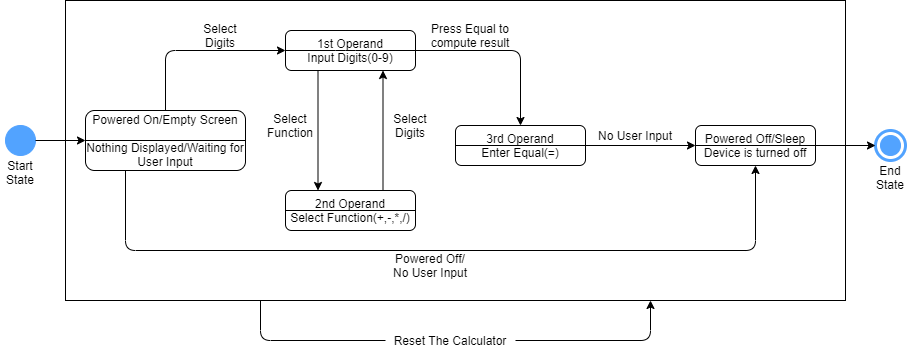 Select
Digits
Press Equal to
compute result
1st Operand
Input Digits(0-9)
Powered On/Empty Screen
Nothing Displayed/Waiting for
User Input
Select
Function
Select
Digits
3rd Operand
Enter Equal(=)
No User Input
Powered Off/Sleep
Device is turned off
Start
State
End
State
2nd Operand
Select Function(+,-,*,/)
Powered Off/
No User Input
Reset The Calculator